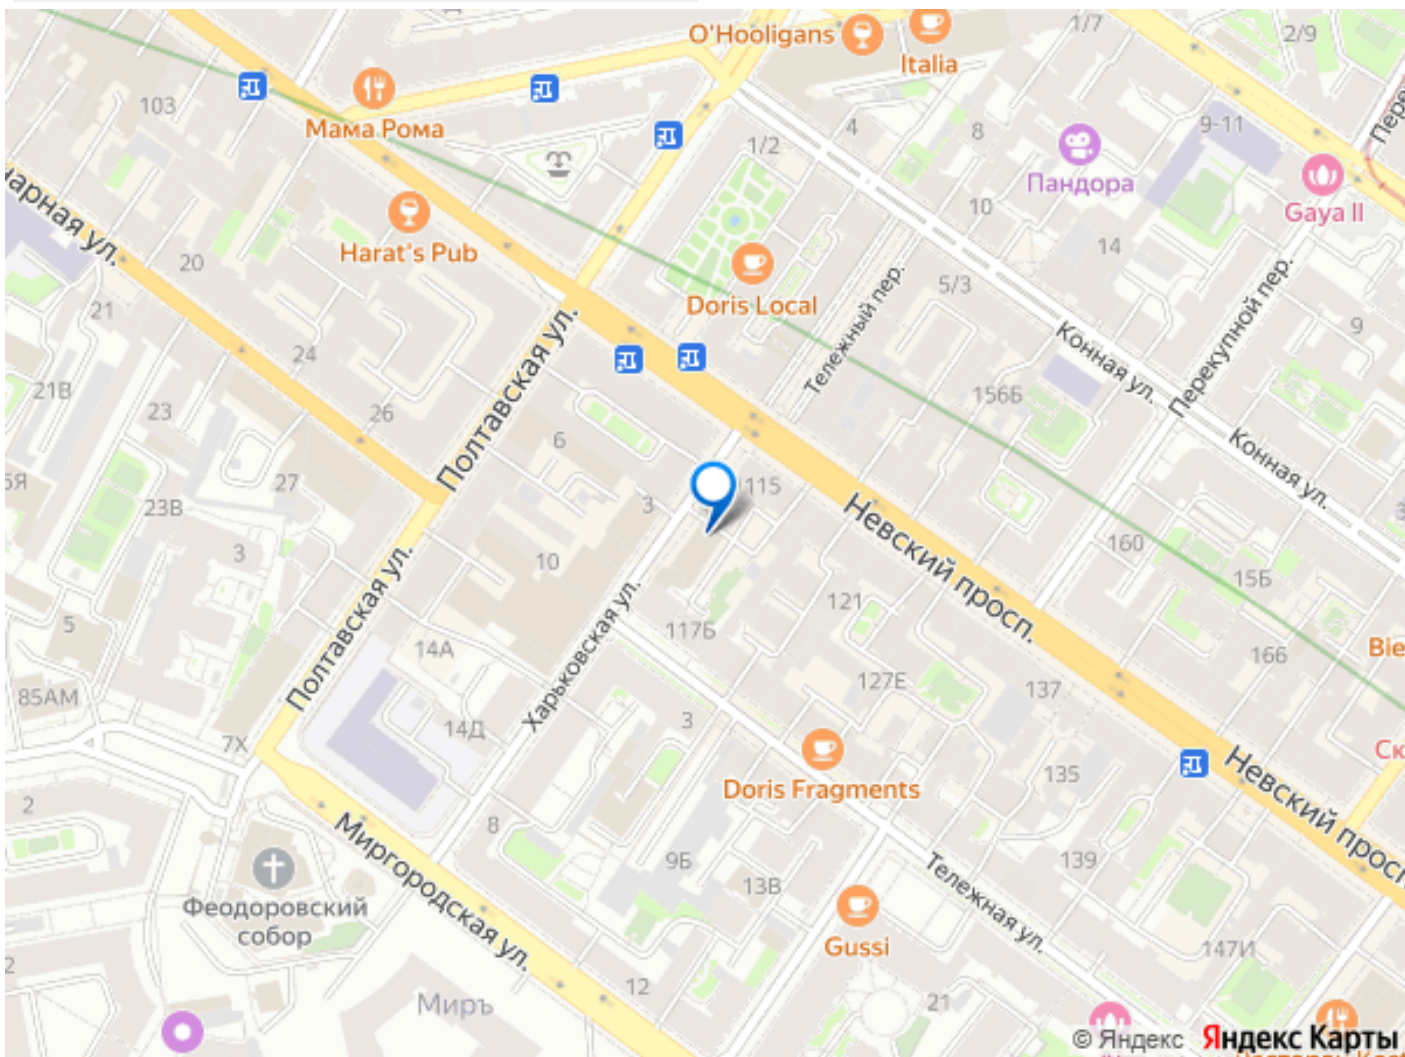 O'Hooligans
Italia
1/7
2/9
103
Мама Рома
1/2
4
8
9-11
Пандора
Gaya II
Harat's Pub
20
10
14
Doris Local
5/3
Тележный пер.
Перекупной пер.
Конная ул.
9
21
24
Полтавская ул.
21В
23
26
156Б
6
Конная ул.
27
115
3
23В
Невский просп.
160
15Б
3
10
Полтавская ул.
Харьковская ул.
121
5
117Б
166
14А
127Е
137
85АМ
14Д
3
7Х
Doris Fragments
135
Невский просп.
2
8
Миргородская ул.
9Б
13В
139
Тележная ул.
Феодоровский
собор
Gussi
147И
12
21
Миръ
© Яндекс Яндекс Карты